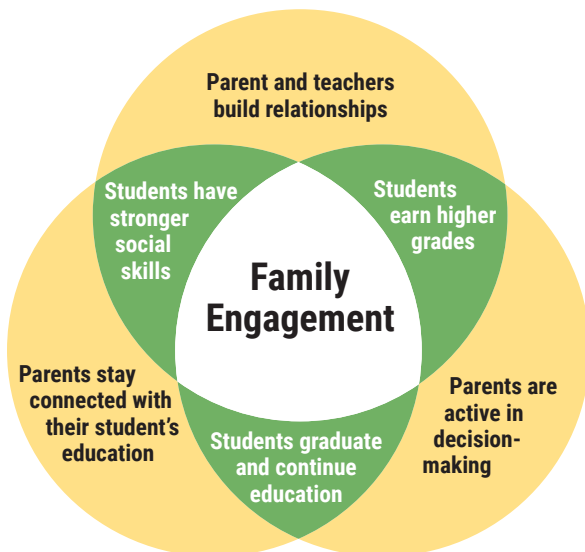 Parent and teachers
build relationships
Students have
stronger
social
skills
Students
earn higher
grades
Family
Engagement
Parents stay
connected with
their student's
education
Parents are
active in
decision-
making
Students graduate
and continue
education